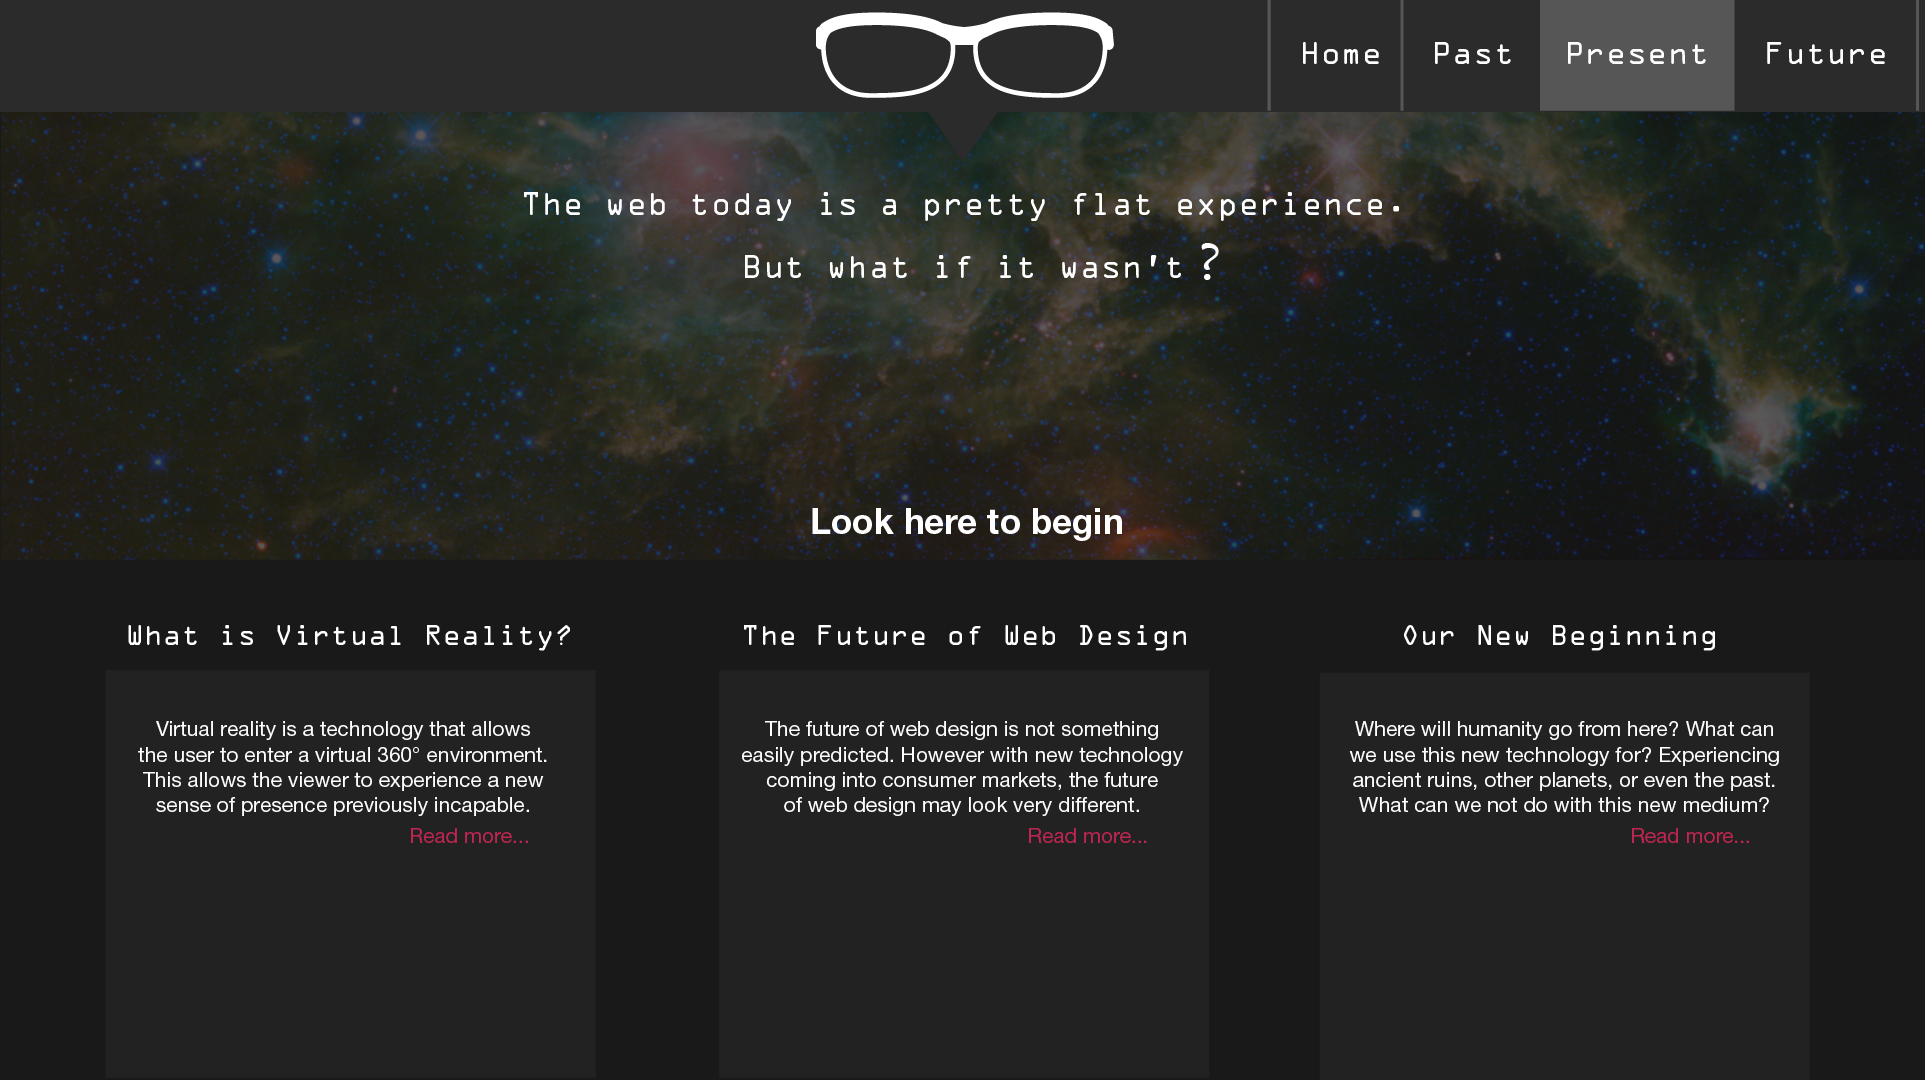 Home
Past
Present
Future
The web today is a pretty flat experience.
But what if it wasn't?
Look here to begin
What is Virtual Reality?
Virtual reality is a technology that allows
the user to enter a virtual 360° environment.
This allows the viewer to experience a new
sense of presence previously incapable.
Read more...
The Future of Web Design
The future of web design is not something
easily predicted. However with new technology
coming into consumer markets, the future
of web design may look very different.
Read more...
Our New Beginning
Where will humanity go from here? What can
we use this new technology for? Experiencing
ancient ruins, other planets, or even the past.
What can we not do with this new medium?
Read more...